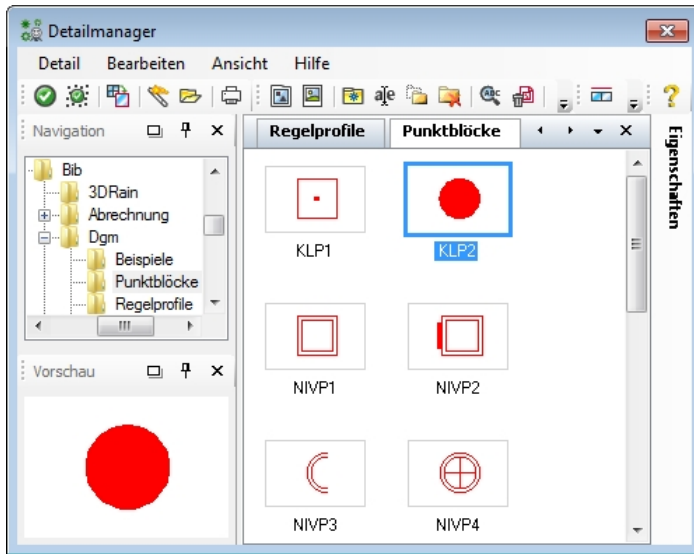 Detailmanager
Detail Bearbeiten Ansicht Hilfe
Navigation
Bib
3DRain
Abrechnung
Dgm
Beispiele
Punktblöcke
Regelprofile
Vorschau
Regelprofile Punktblöcke
KLP1 KLP2
NIVP1 NIVP2
NIVP3 NIVP4
Eigenschaften